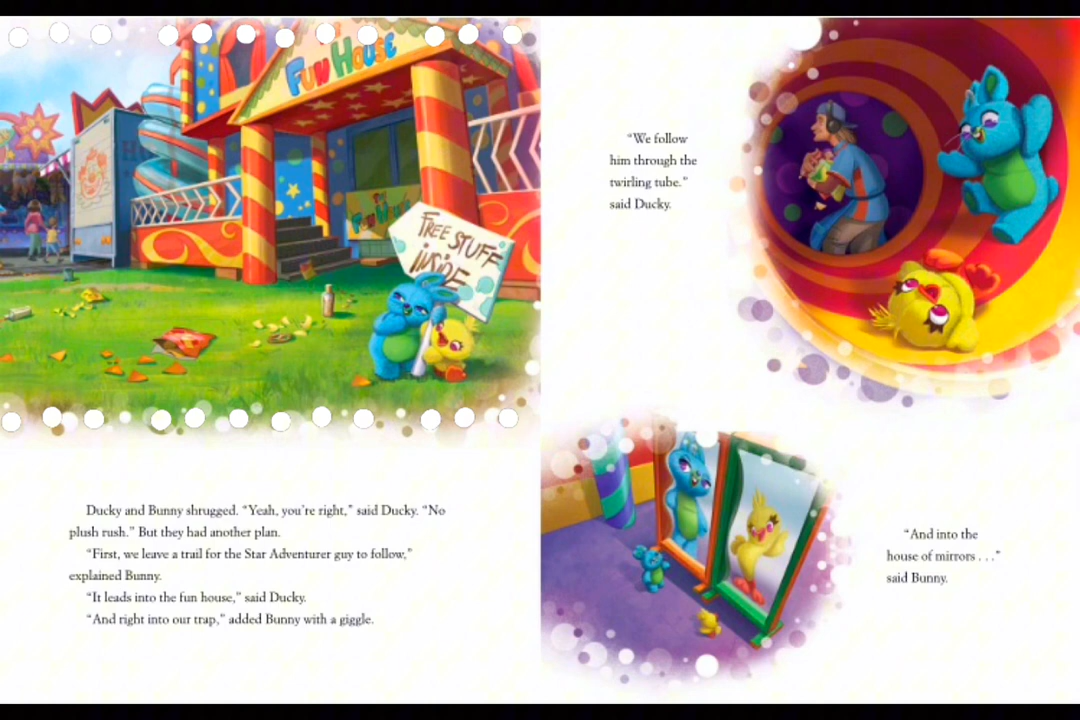 FUN HOUSE
FREE STUFF
INSIDE
Ducky and Bunny shrugged. “Yeah, you’re right,” said Ducky. “No
plush rush.” But they had another plan.
“First, we leave a trail for the Star Adventurer guy to follow,”
explained Bunny.
“It leads into the fun house,” said Ducky.
“And right into our trap,” added Bunny with a giggle.
“We follow
him through the
twirling tube.”
said Ducky.
“And into the
house of mirrors . . .”
said Bunny.